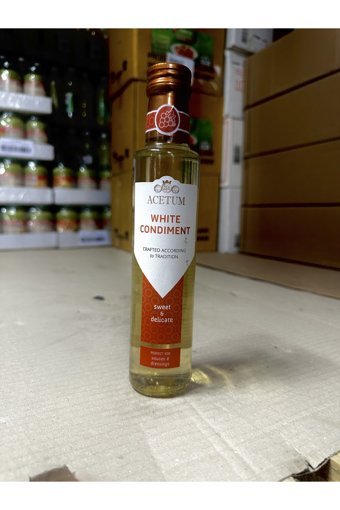 ACETUM
WHITE
CONDIMENT
CRAFTED ACCORDING
to TRADITION
sweet
&
delicate
PERFECT FOR
salads &
dressings